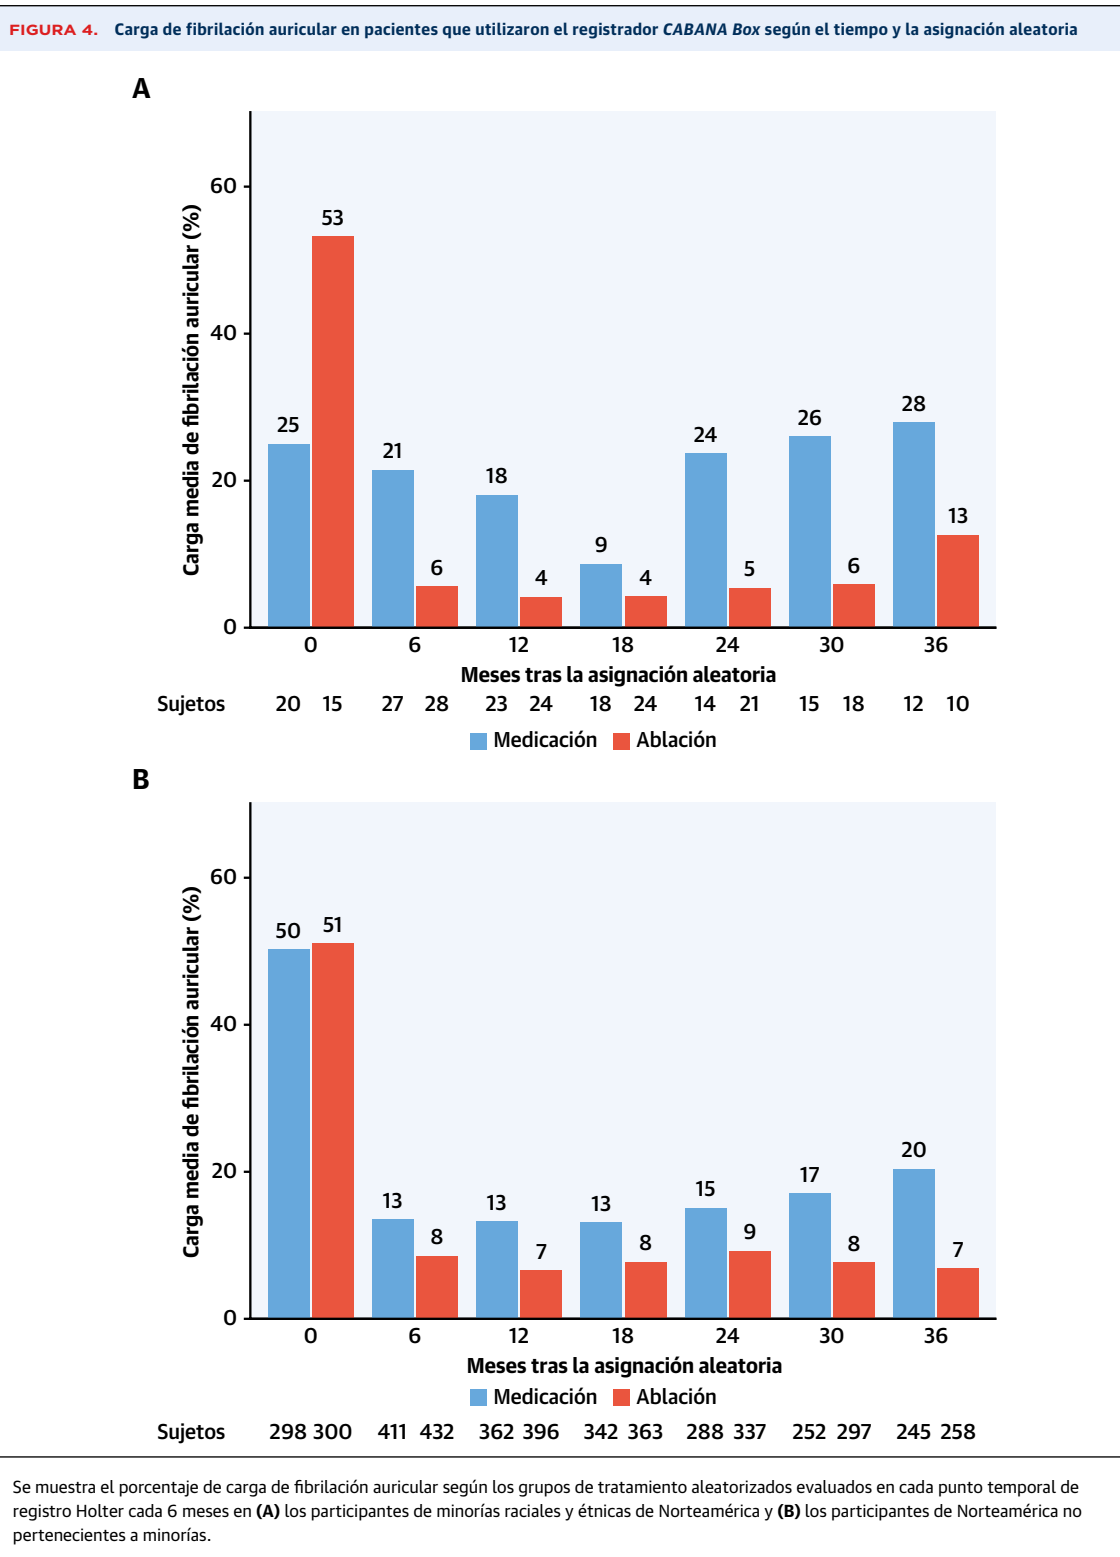 FIGURA 4. Carga de fibrilación auricular en pacientes que utilizaron el registrador CABANA Box según el tiempo y la asignación aleatoria
A
Carga media de fibrilación auricular (%)
60
40
20
0
25 53
21 6
18 4
9 4
24 5
26 6
28 13
0 6 12 18 24 30 36
Meses tras la asignación aleatoria
Sujetos 20 15 27 28 23 24 18 24 14 21 15 18 12 10
Medicación Ablación
B
Carga media de fibrilación auricular (%)
60
40
20
0
50 51
13 8
13 7
13 8
15 9
17 8
20 7
0 6 12 18 24 30 36
Meses tras la asignación aleatoria
Medicación Ablación
Sujetos 298 300 411 432 362 396 342 363 288 337 252 297 245 258
Se muestra el porcentaje de carga de fibrilación auricular según los grupos de tratamiento aleatorizados evaluados en cada punto temporal de
registro Holter cada 6 meses en (A) los participantes de minorías raciales y étnicas de Norteamérica y (B) los participantes de Norteamérica no
pertenecientes a minorías.